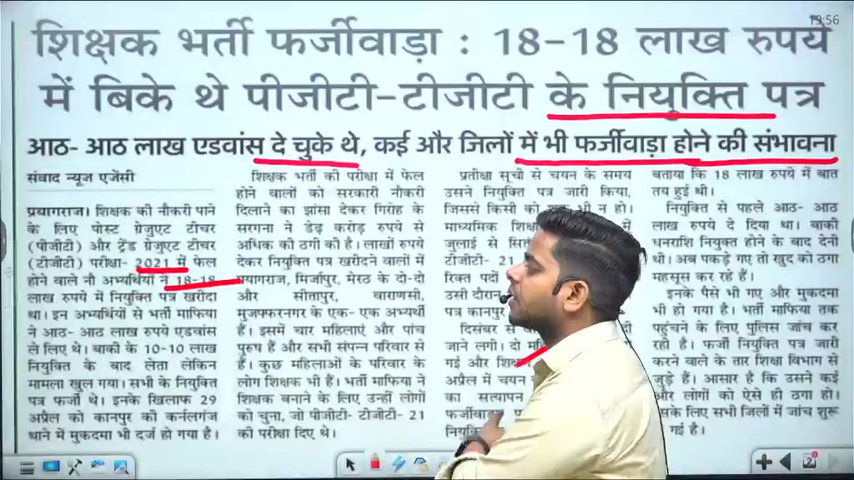 19:56
शिक्षक भर्ती फर्जीवाड़ा : 18-18 लाख रुपये
में बिके थे पीजीटी-टीजीटी के नियुक्ति पत्र
आठ- आठ लाख एडवांस दे चुके थे, कई और जिलों में भी फर्जीवाड़ा होने की संभावना
संवाद न्यूज एजेंसी
प्रयागराज। शिक्षक की नौकरी पाने
के लिए पोस्ट ग्रेजुएट टीचर
(पीजीटी) और ट्रेंड ग्रेजुएट टीचर
(टीजीटी) परीक्षा- 2021 में फेल
होने वाले नौ अभ्यर्थियों ने 18-18
लाख रुपये में नियुक्ति पत्र खरीदा
था। इन अभ्यर्थियों से भर्ती माफिया
ने आठ-आठ लाख रुपये एडवांस
ले लिए थे। बाकी के 10-10 लाख
नियुक्ति के बाद लेता लेकिन
मामला खुल गया। सभी के नियुक्ति
पत्र फर्जी थे। इनके खिलाफ 29
अप्रैल को कानपुर की कर्नलगंज
थाने में मुकदमा भी दर्ज हो गया है।
शिक्षक भर्ती की परीक्षा में फेल
होने वालों को सरकारी नौकरी
दिलाने का झांसा देकर गिरोह के
सरगना ने डेढ़ करोड़ रुपये से
अधिक की ठगी की है। लाखों रुपये
देकर नियुक्ति पत्र खरीदने वालों में
प्रयागराज, मिर्जापुर, मेरठ के दो-दो
और सीतापुर, वाराणसी,
मुजफ्फरनगर के एक- एक अभ्यर्थी
हैं। इसमें चार महिलाएं और पांच
पुरुष हैं और सभी संपन्न परिवार से
हैं। कुछ महिलाओं के परिवार के
लोग शिक्षक भी हैं। भर्ती माफिया ने
शिक्षक बनाने के लिए उन्हीं लोगों
को चुना, जो पीजीटी- टीजीटी- 21
की परीक्षा दिए थे।
प्रतीक्षा सूची से चयन के समय
उसने नियुक्ति पत्र जारी किया,
जिससे किसी को भी न हो।
माध्यमिक शिक्षा
जुलाई से
टीजीटी- 21
रिक्त पदों
उसी दौरान
पत्र कानपुर
दिसंबर से
जाने लगी। दो
गई और
अप्रैल में चयन
का सत्यापन
फर्जीवाड़ा
बताया कि 18 लाख रुपये में बात
तय हुई थी।
नियुक्ति से पहले आठ- आठ
लाख रुपये दे दिया था। बाकी
धनराशि नियुक्त होने के बाद देनी
थी। अब पकड़े गए तो खुद को ठगा
महसूस कर रहे हैं।
इनके पैसे भी गए और मुकदमा
भी हो गया है। भर्ती माफिया तक
पहुंचने के लिए पुलिस जांच कर
रही है। फर्जी नियुक्ति पत्र जारी
करने वाले के तार शिक्षा विभाग से
जुड़े हैं। आसार है कि उसने कई
और लोगों को ऐसे ही ठगा हो।
इसके लिए सभी जिलों में जांच शुरू
गई है।